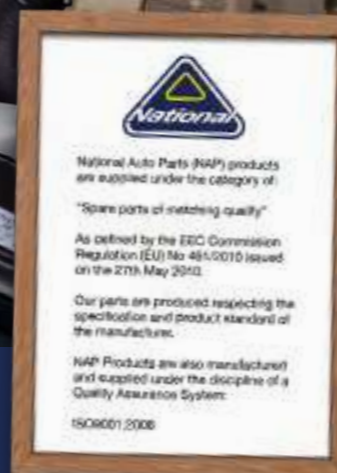 National
National Auto Parts (NAP) products
are supplied under the category of:
"Spare parts of matching quality"
As defined by the EEC Commission
Regulation (EU) No 461/2010 issued
on the 27th May 2010.
Our parts are produced respecting the
specification and product standard of
the manufacturer.
NAP Products are also manufactured
and supplied under the discipline of a
Quality Assurance System:
ISO9001:2008